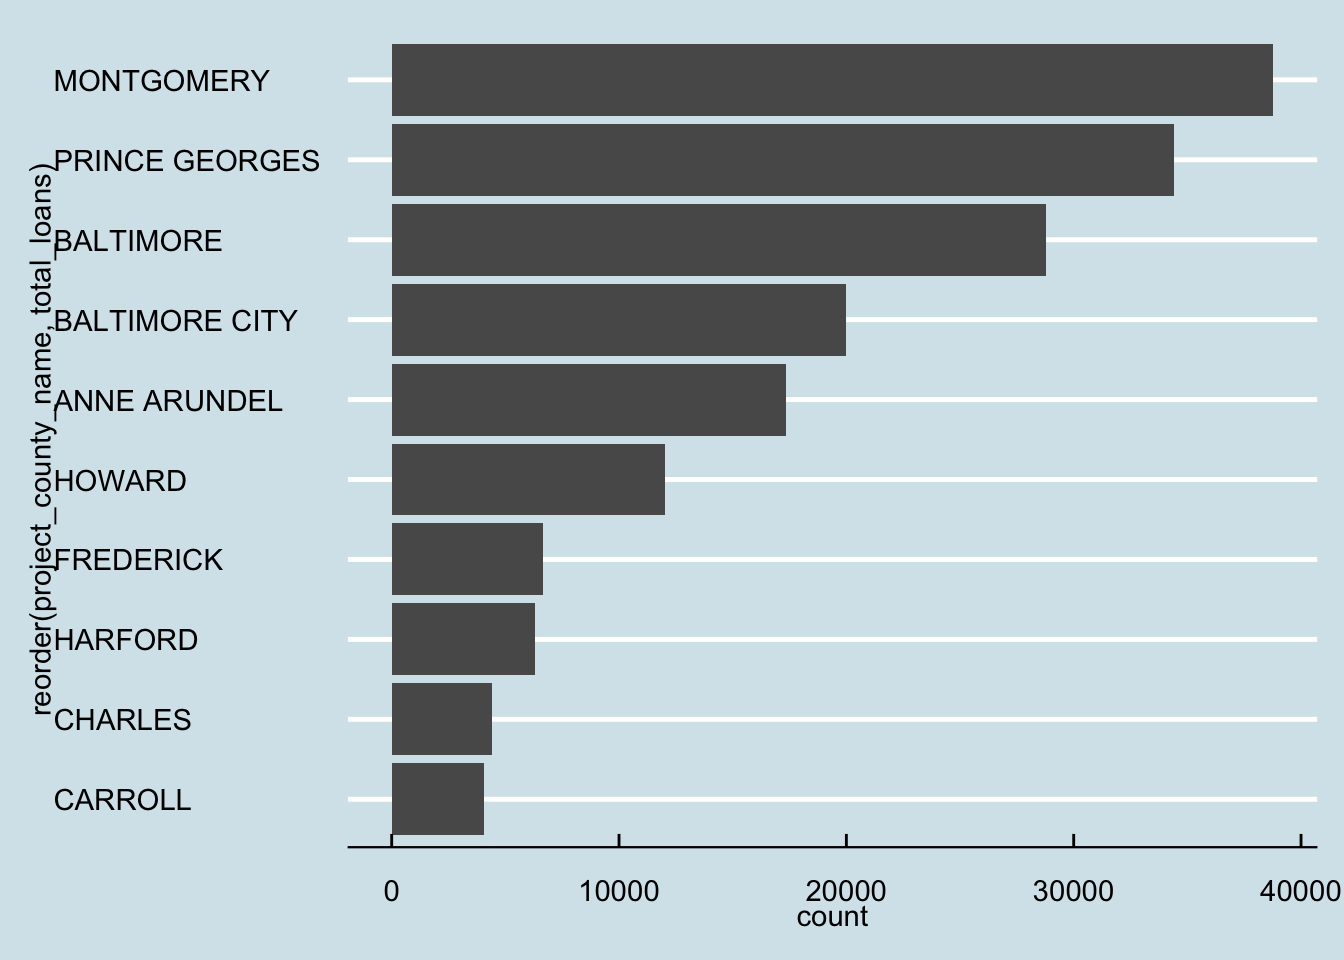 MONTGOMERY
PRINCE GEORGES
BALTIMORE
BALTIMORE CITY
ANNE ARUNDEL
HOWARD
FREDERICK
HARFORD
CHARLES
CARROLL
reorder(project_county_name, total_loans)
0 10000 20000 30000 40000
count